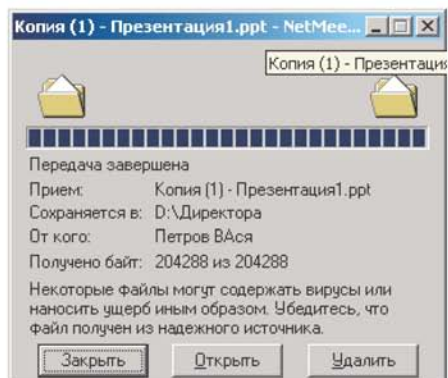 Копия (1) - Презентация1.ppt - NetMee...
Копия (1) - Презентация
Передача завершена
Прием: Копия (1) - Презентация1.ppt
Сохраняется в: D:\Директора
От кого: Петров ВАся
Получено байт: 204288 из 204288
Некоторые файлы могут содержать вирусы или
наносить ущерб иным образом. Убедитесь, что
файл получен из надежного источника.
Закрыть Открыть Удалить